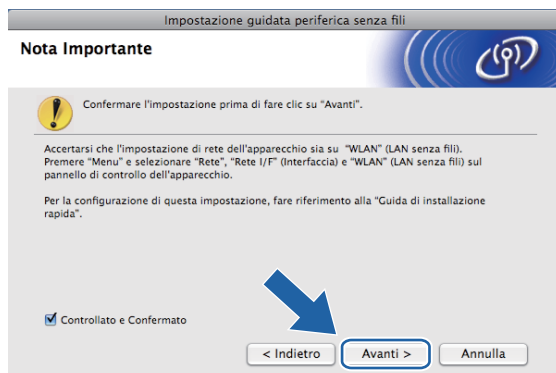 Impostazione guidata periferica senza fili
Nota Importante
Confermare l'impostazione prima di fare clic su "Avanti".
Accertarsi che l'impostazione di rete dell'apparecchio sia su "WLAN" (LAN senza fili).
Premere "Menu" e selezionare "Rete", "Rete I/F" (Interfaccia) e "WLAN" (LAN senza fili) sul
pannello di controllo dell'apparecchio.
Per la configurazione di questa impostazione, fare riferimento alla "Guida di installazione
rapida".
Controllato e Confermato
< Indietro
Avanti >
Annulla